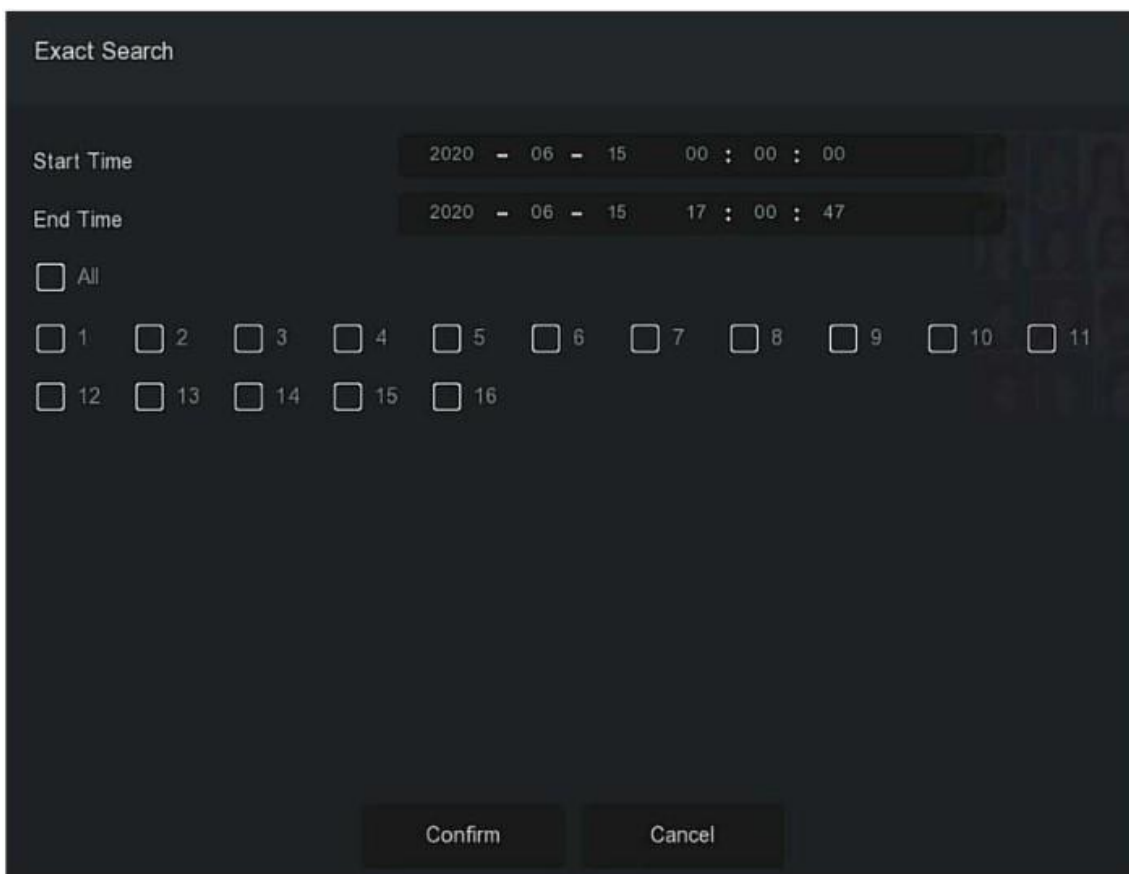 Exact Search
Start Time 2020 - 06 - 15 00 : 00 : 00
End Time 2020 - 06 - 15 17 : 00 : 47
All
1 2 3 4 5 6 7 8 9 10 11
12 13 14 15 16
Confirm Cancel